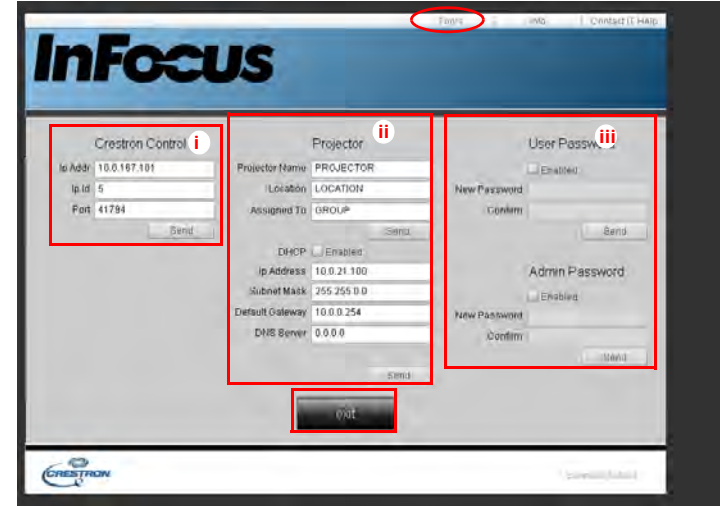 Tools Info Contact IT Help
InFocus
Crestron Control i
Ip Addr 10.0.167.101
Ip Id 5
Port 41794
Send
Projector ii
Projector Name PROJECTOR
Location LOCATION
Assigned To GROUP
Send
DHCP Enabled
Ip Address 10.0.21.100
Subnet Mask 255.255.0.0
Default Gateway 10.0.0.254
DNS Server 0.0.0.0
Send
User Password iii
Enabled
New Password
Confirm
Send
Admin Password
Enabled
New Password
Confirm
Send
exit
CRESTRON